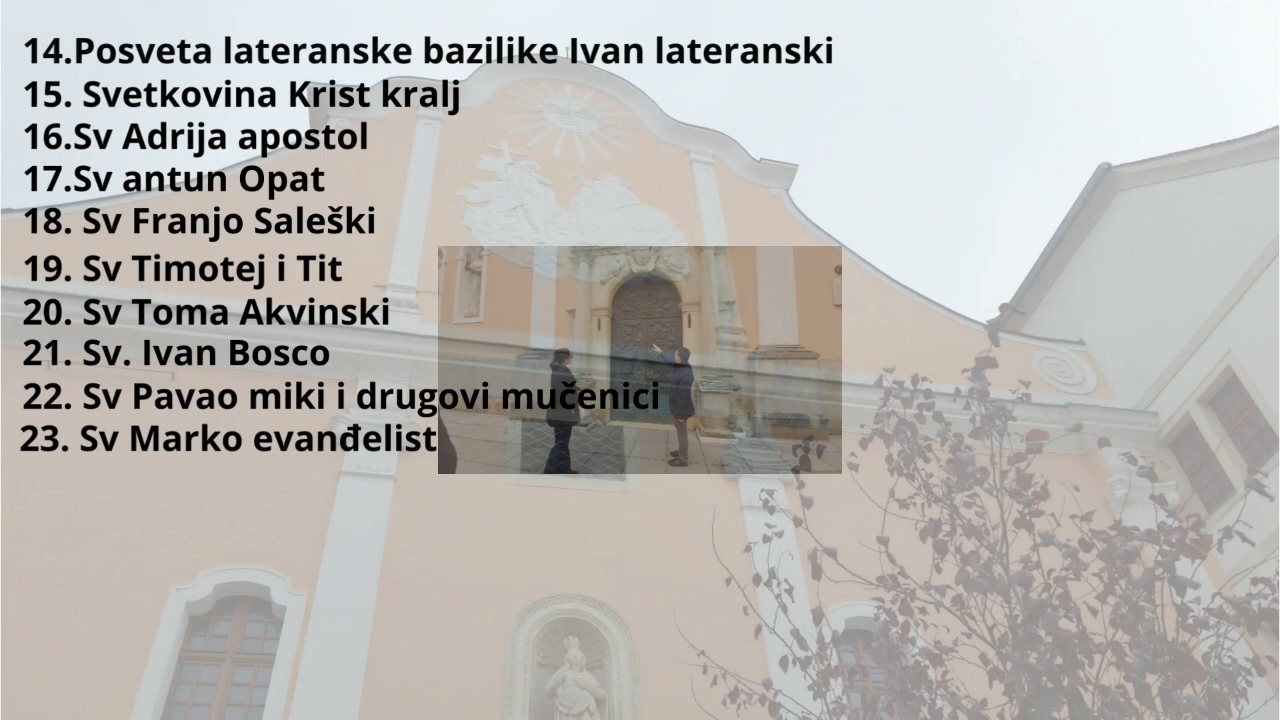 14.Posveta lateranske bazilike Ivan lateranski
15. Svetkovina Krist kralj
16.Sv Adrija apostol
17.Sv antun Opat
18. Sv Franjo Saleški
19. Sv Timotej i Tit
20. Sv Toma Akvinski
21. Sv. Ivan Bosco
22. Sv Pavao miki i drugovi mučenici
23. Sv Marko evanđelist